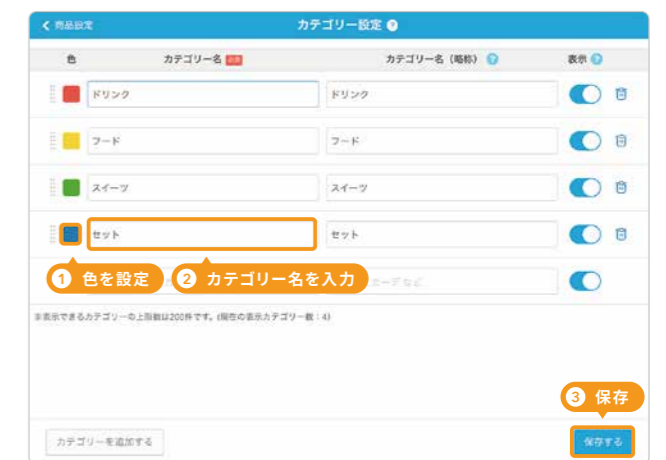 商品設定
カテゴリー設定 ?
色 カテゴリー名 必須 カテゴリー名（略称） ? 表示 ?
ドリンク ドリンク
フード フード
スイーツ スイーツ
セット セット
1 色を設定 2 カテゴリー名を入力
※表示できるカテゴリーの上限数は200件です。(現在の表示カテゴリー数：4)
3 保存
カテゴリーを追加する 保存する